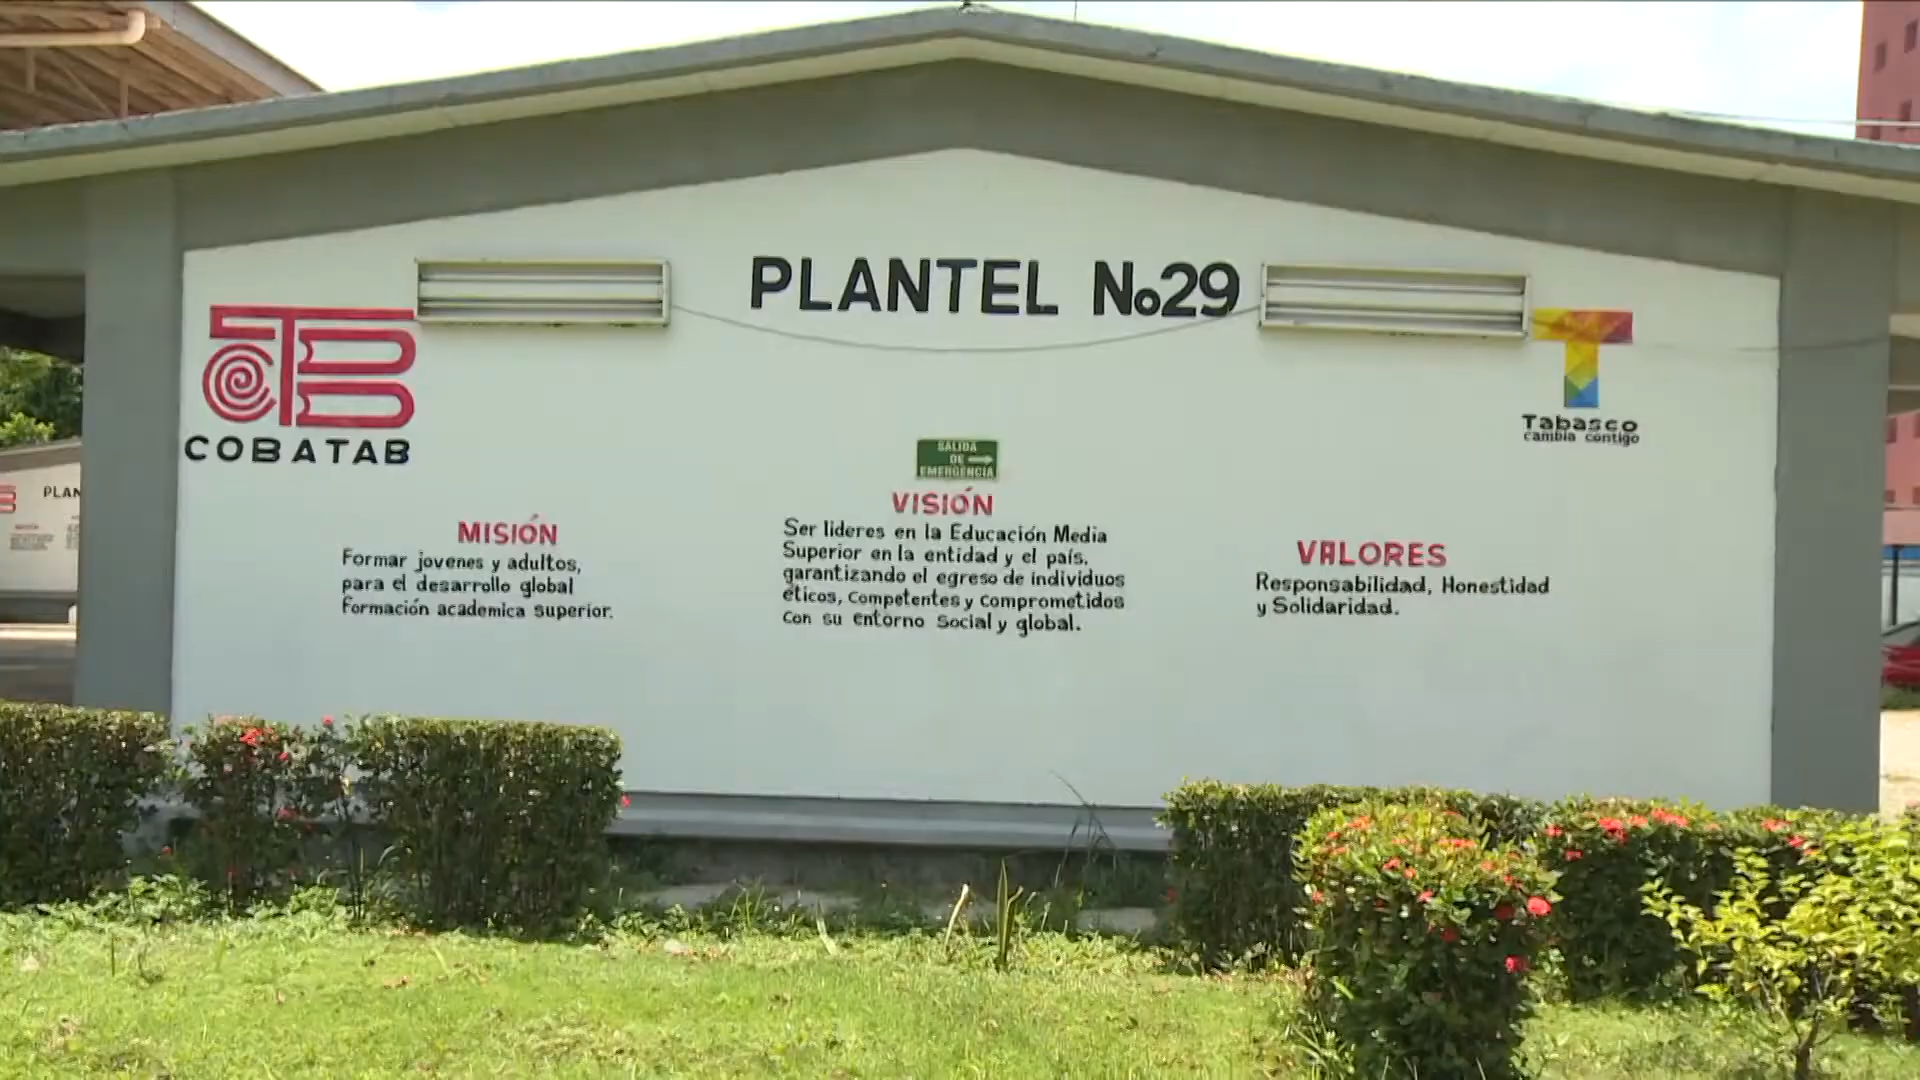 PLANTEL No29
COBATAB
Tabasco
cambia contigo
SALIDA
DE
EMERGENCIA
MISIÓN
Formar jovenes y adultos,
para el desarrollo global
Formación academica superior.
VISIÓN
Ser lideres en la Educación Media
Superior en la entidad y el país.
garantizando el egreso de individuos
éticos, competentes y comprometidos
con su entorno Social y global.
VALORES
Responsabilidad, Honestidad
y Solidaridad.
PLAN